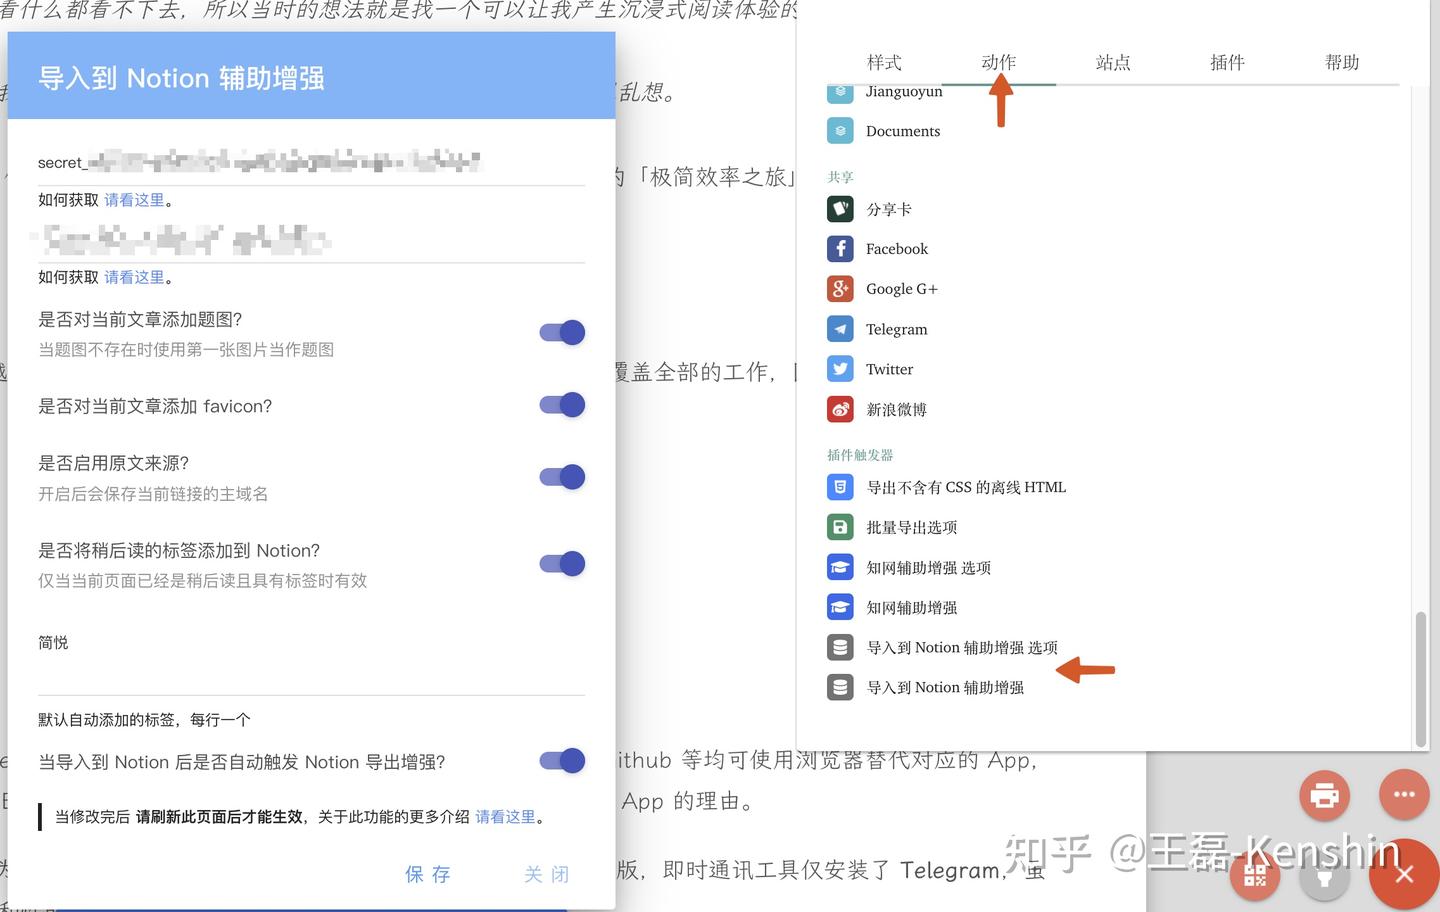 看什么都看不下去，所以当时的想法就是找一个可以让我产生沉浸式阅读体验的
乱想。
的「极简效率之旅」
覆盖全部的工作，
ithub 等均可使用浏览器替代对应的 App，
App 的理由。
版，即时通讯工具仅安装了 Telegram，
导入到 Notion 辅助增强
secret_
如何获取 请看这里。
如何获取 请看这里。
是否对当前文章添加题图?
当题图不存在时使用第一张图片当作题图
是否对当前文章添加 favicon?
是否启用原文来源?
开启后会保存当前链接的主域名
是否将稍后读的标签添加到 Notion?
仅当当前页面已经是稍后读且具有标签时有效
简悦
默认自动添加的标签，每行一个
当导入到 Notion 后是否自动触发 Notion 导出增强?
当修改完后 请刷新此页面后才能生效，关于此功能的更多介绍 请看这里。
保存 关闭
样式 动作 站点 插件 帮助
Jianguoyun
Documents
共享
分享卡
Facebook
Google G+
Telegram
Twitter
新浪微博
插件触发器
导出不含有 CSS 的离线 HTML
批量导出选项
知网辅助增强 选项
知网辅助增强
导入到 Notion 辅助增强 选项
导入到 Notion 辅助增强
知乎 @王磊-Kenshin